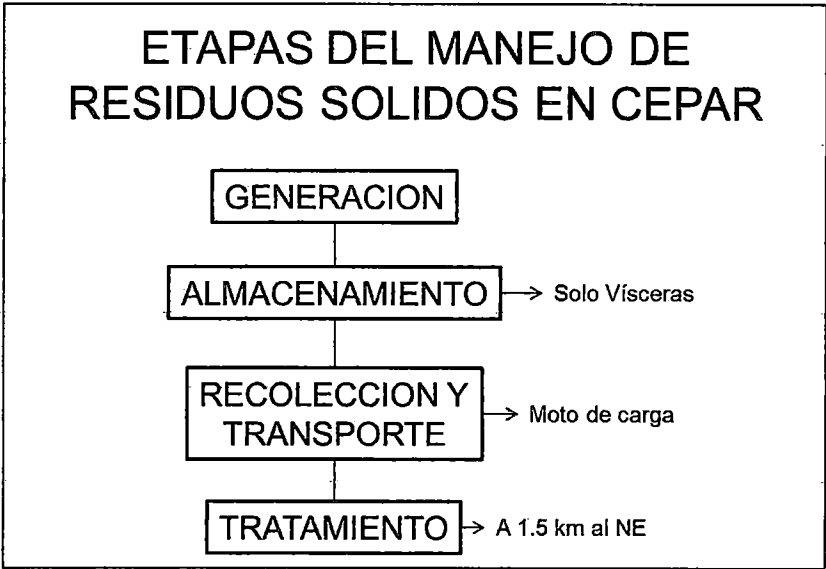 ETAPAS DEL MANEJO DE
RESIDUOS SOLIDOS EN CEPAR
GENERACION
ALMACENAMIENTO
Solo Vísceras
RECOLECCION Y
TRANSPORTE
Moto de carga
TRATAMIENTO
A 1.5 km al NE